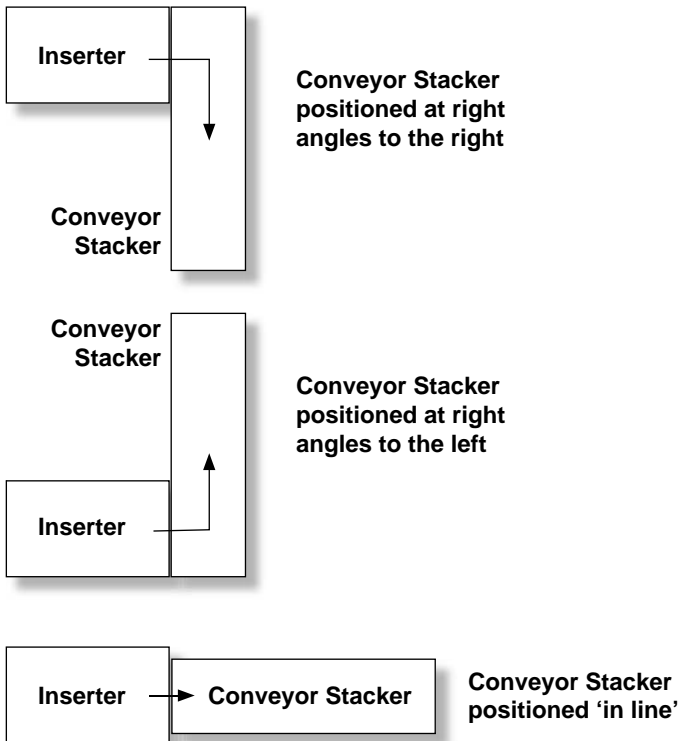 Inserter
Conveyor Stacker
positioned at right
angles to the right
Conveyor
Stacker
Conveyor
Stacker
Conveyor Stacker
positioned at right
angles to the left
Inserter
Inserter
Conveyor Stacker
Conveyor Stacker
positioned ‘in line’